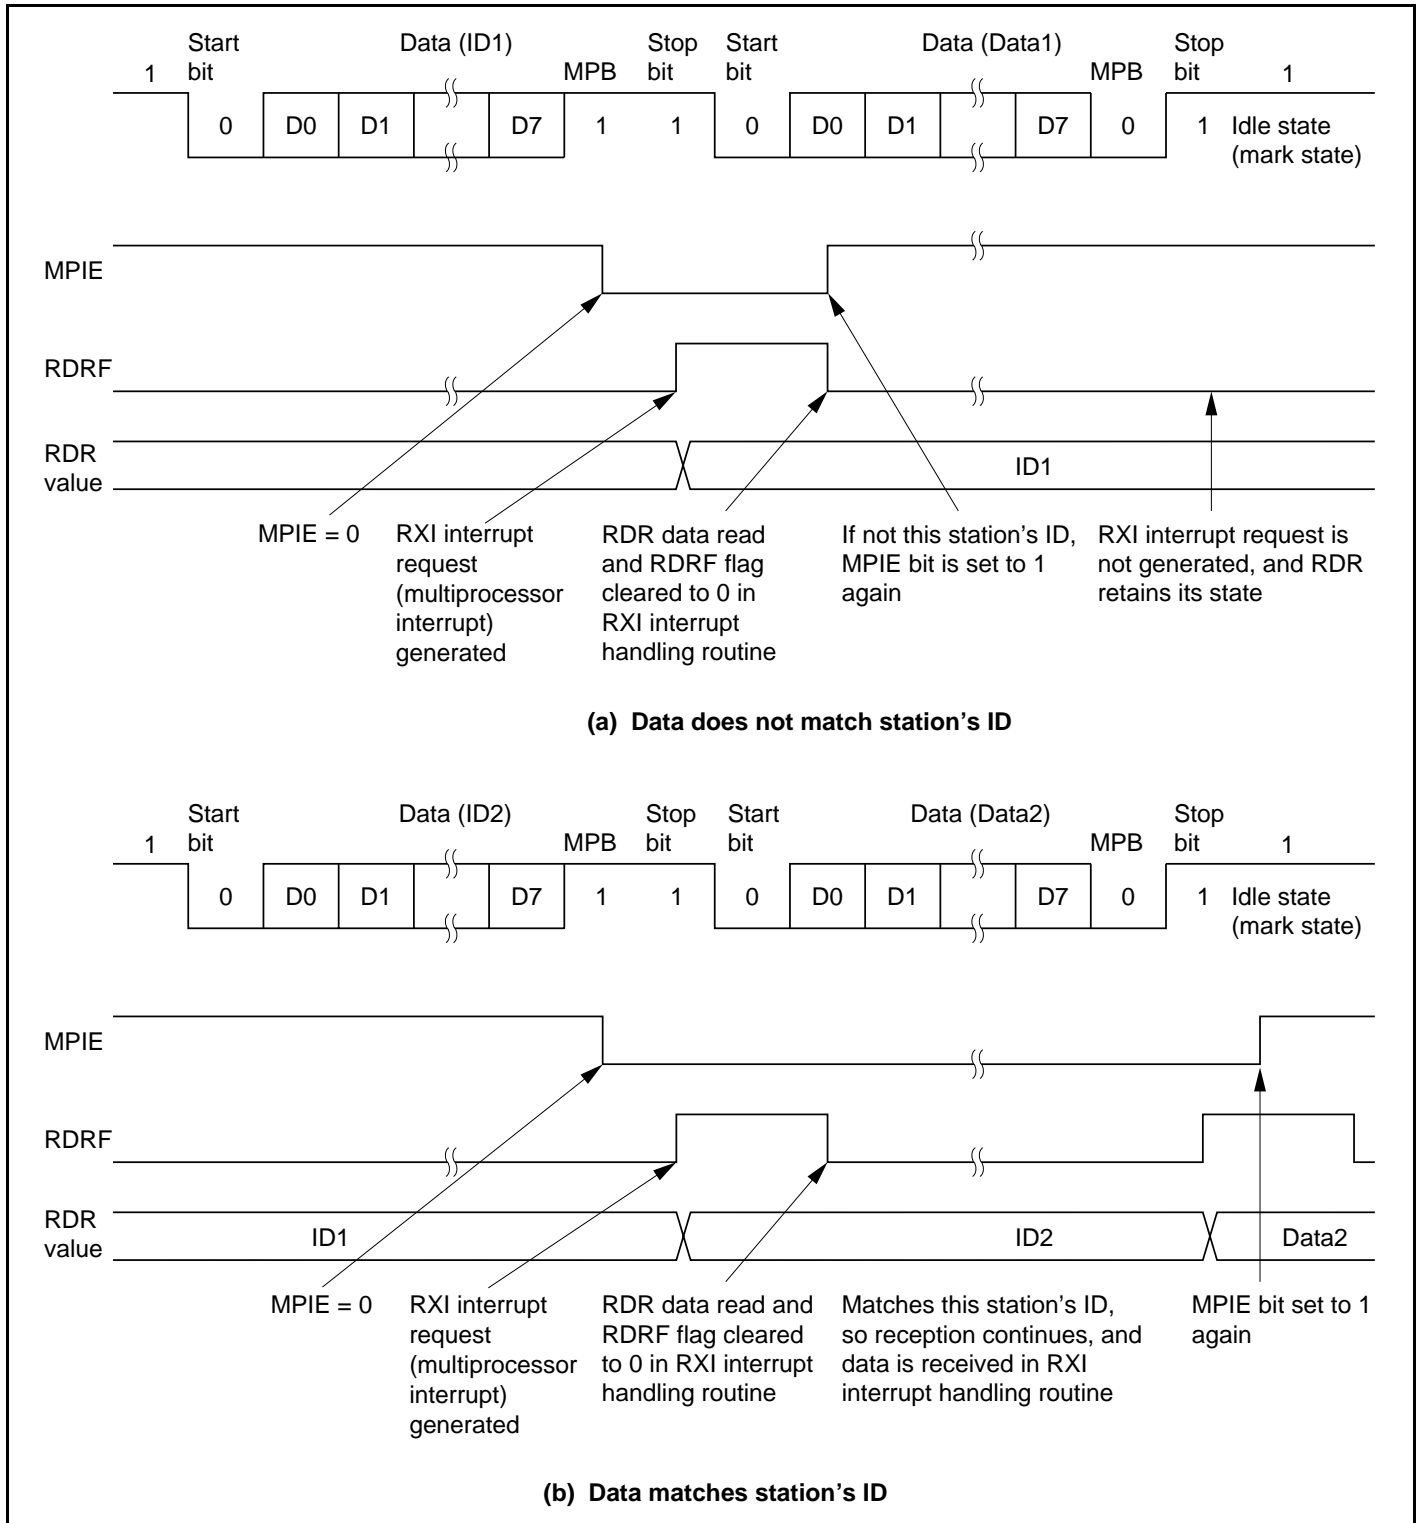 Start Data (ID1) Stop Start Data (Data1) Stop
1 bit MPB bit bit MPB bit 1
0 D0 D1 D7 1 1 0 D0 D1 D7 0 1 Idle state
(mark state)
MPIE
RDRF
RDR
value
ID1
MPIE = 0
RXI interrupt
request
(multiprocessor
interrupt)
generated
RDR data read
and RDRF flag
cleared to 0 in
RXI interrupt
handling routine
If not this station's ID,
MPIE bit is set to 1
again
RXI interrupt request is
not generated, and RDR
retains its state
(a) Data does not match station's ID
Start Data (ID2) Stop Start Data (Data2) Stop
1 bit MPB bit bit MPB bit 1
0 D0 D1 D7 1 1 0 D0 D1 D7 0 1 Idle state
(mark state)
MPIE
RDRF
RDR
value
ID1 ID2 Data2
MPIE = 0
RXI interrupt
request
(multiprocessor
interrupt)
generated
RDR data read and
RDRF flag cleared
to 0 in RXI interrupt
handling routine
Matches this station's ID,
so reception continues, and
data is received in RXI
interrupt handling routine
MPIE bit set to 1
again
(b) Data matches station's ID